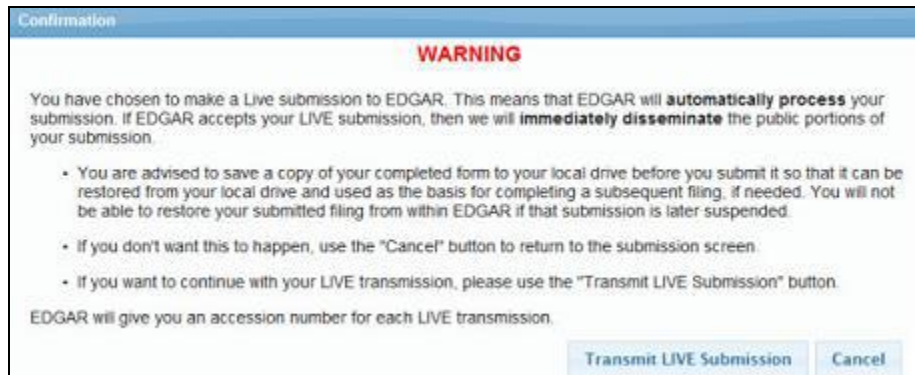 Confirmation
WARNING
You have chosen to make a Live submission to EDGAR. This means that EDGAR will automatically process your
submission. If EDGAR accepts your LIVE submission, then we will immediately disseminate the public portions of
your submission.
• You are advised to save a copy of your completed form to your local drive before you submit it so that it can be
restored from your local drive and used as the basis for completing a subsequent filing, if needed. You will not
be able to restore your submitted filing from within EDGAR if that submission is later suspended.
• If you don't want this to happen, use the "Cancel" button to return to the submission screen.
• If you want to continue with your LIVE transmission, please use the "Transmit LIVE Submission" button.
EDGAR will give you an accession number for each LIVE transmission.
Transmit LIVE Submission Cancel